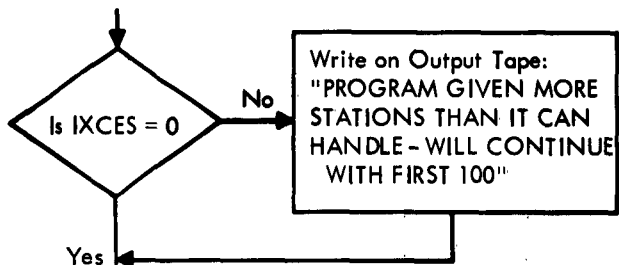 Is IXCES = 0
No
Write on Output Tape:
"PROGRAM GIVEN MORE
STATIONS THAN IT CAN
HANDLE - WILL CONTINUE
WITH FIRST 100"
Yes